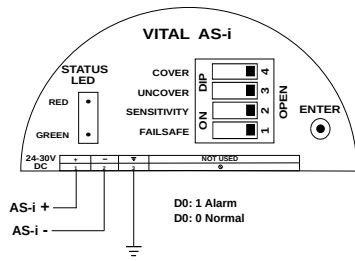 VITAL AS-i
STATUS
LED
RED
GREEN
COVER
UNCOVER
SENSITIVITY
FAILSAFE
ON DIP
4
3
2
1
OPEN
ENTER
24-30V
DC
+ −
NOT USED
1 2 3
AS-i +
AS-i -
D0: 1 Alarm
D0: 0 Normal